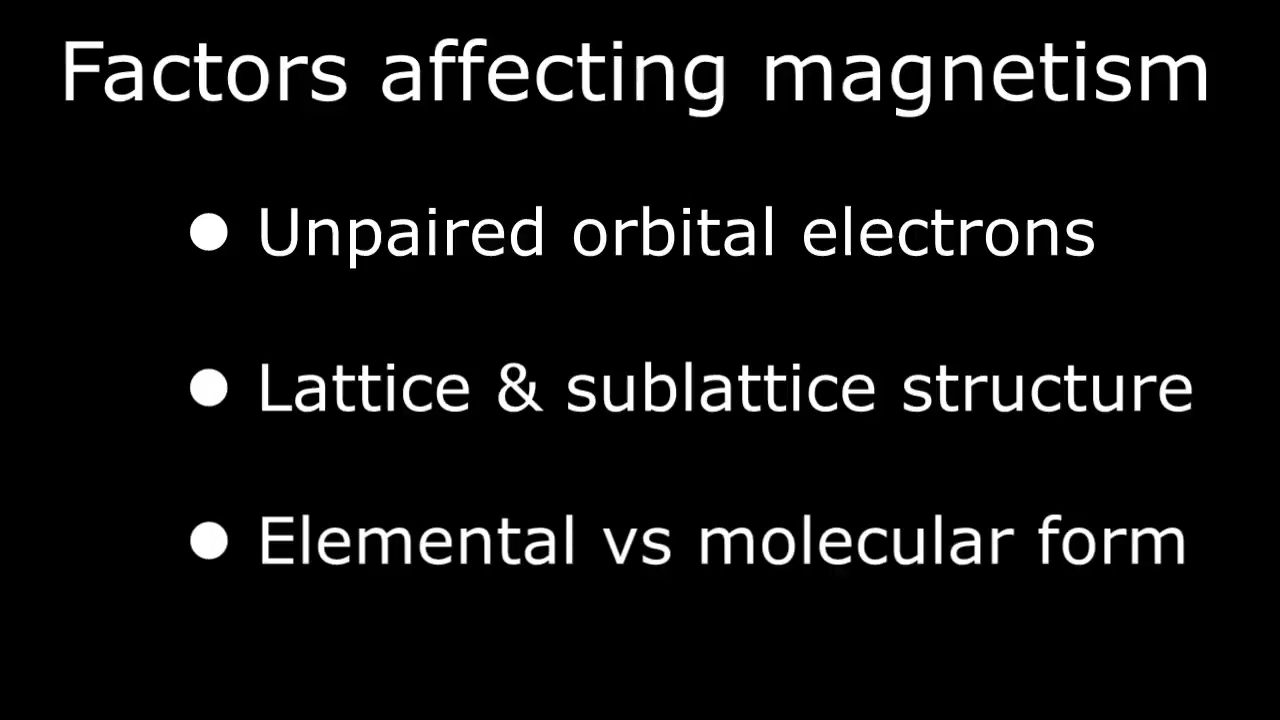 Factors affecting magnetism
● Unpaired orbital electrons
● Lattice & sublattice structure
● Elemental vs molecular form